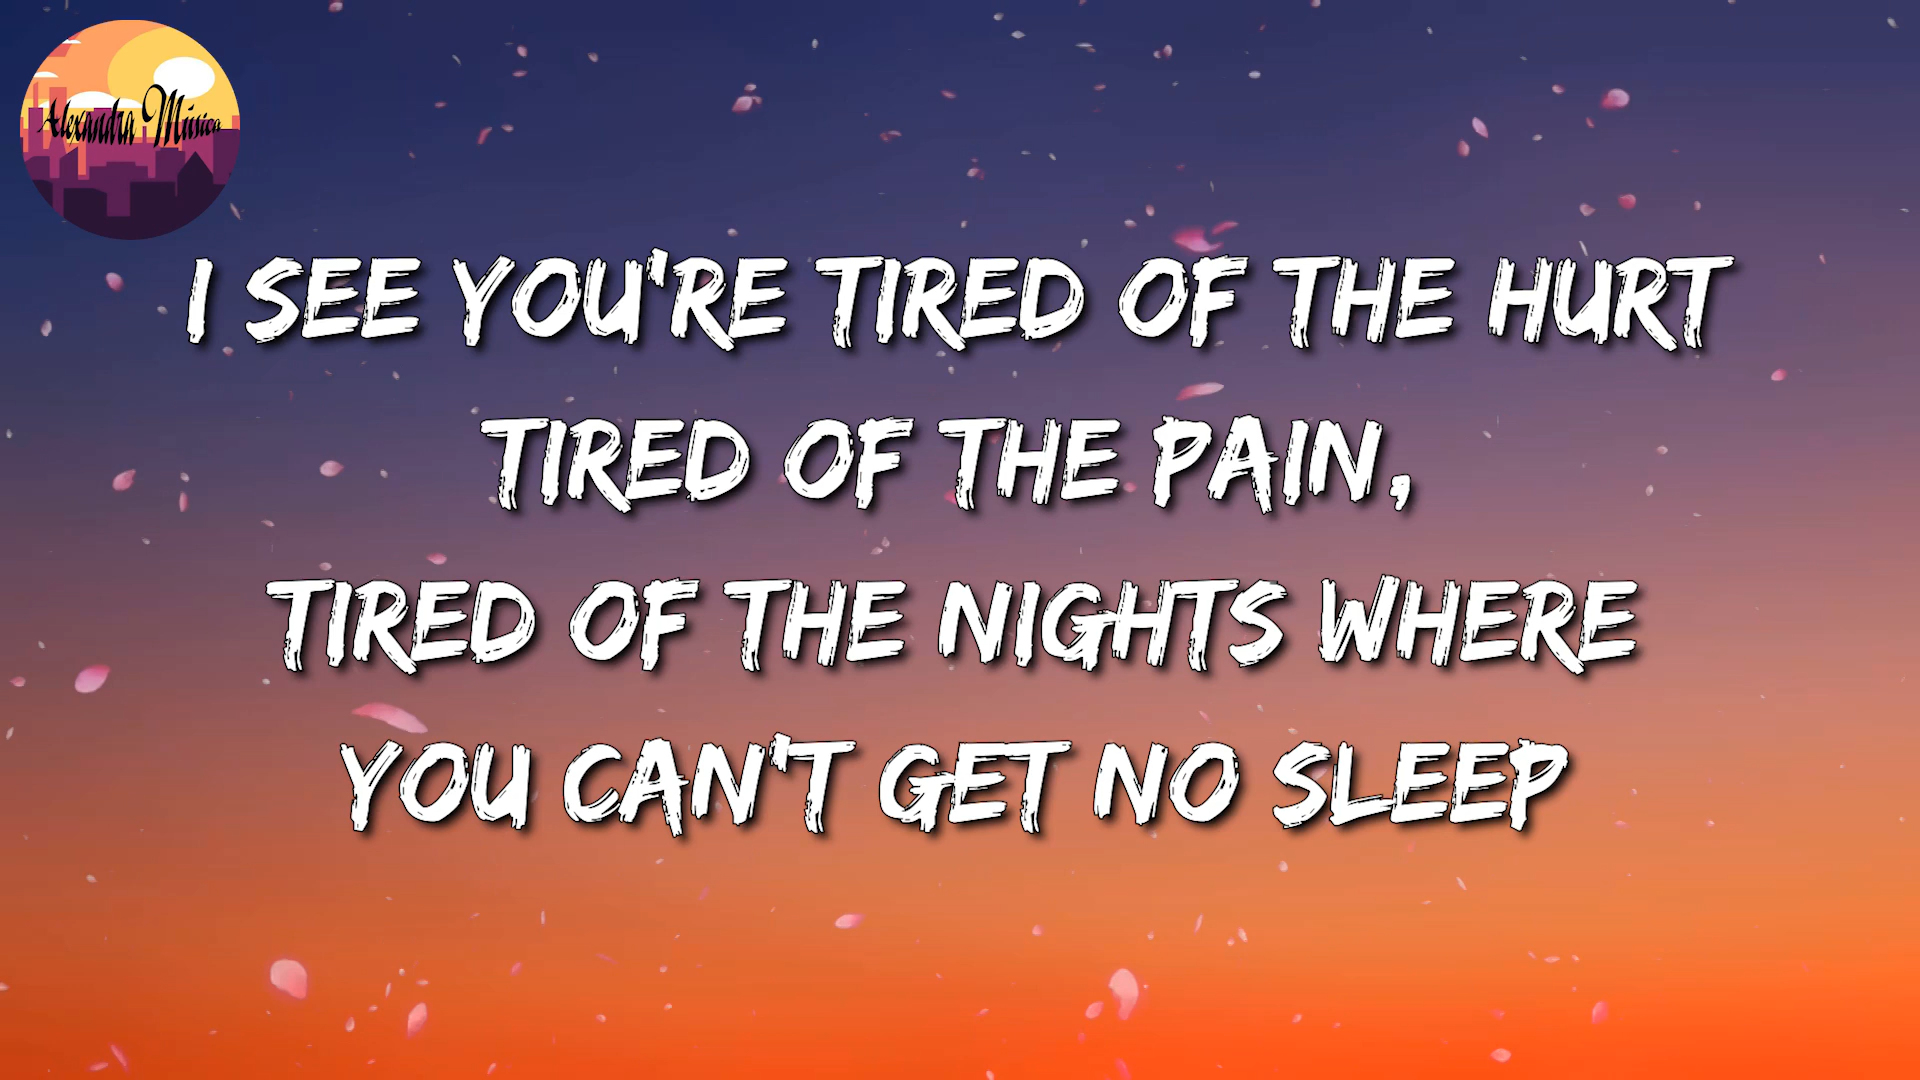 Alexandra Música
I SEE YOU'RE TIRED OF THE HURT
TIRED OF THE PAIN,
TIRED OF THE NIGHTS WHERE
YOU CAN'T GET NO SLEEP